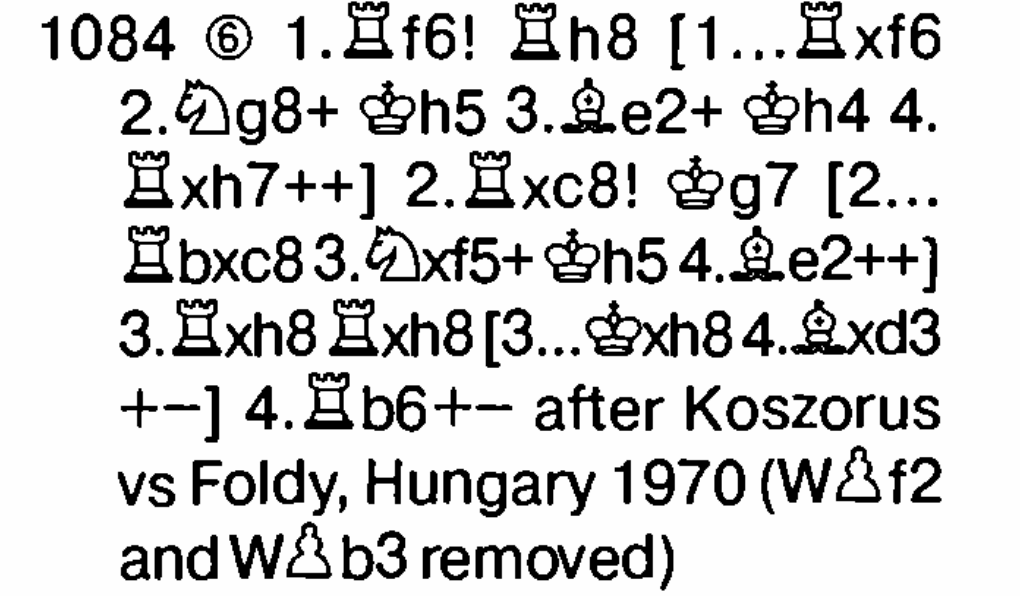 1084 ⑥ 1.♖f6! ♖h8 [1...♖xf6
2.♘g8+ ♔h5 3.♗e2+ ♔h4 4.
♖xh7++] 2.♖xc8! ♔g7 [2...
♖bxc8 3.♘xf5+ ♔h5 4.♗e2++]
3.♖xh8 ♖xh8 [3...♔xh8 4.♗xd3
+−] 4.♖b6+− after Koszorus
vs Foldy, Hungary 1970 (W♙f2
and W♙b3 removed)